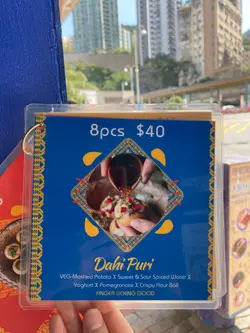 8pcs $40
Dahi Puri
VEG-Mashed Potato X Sweet & Sour Spiced Water X
Yoghurt X Pomegranate X Crispy Flour Ball
FINGER LICKING GOOD